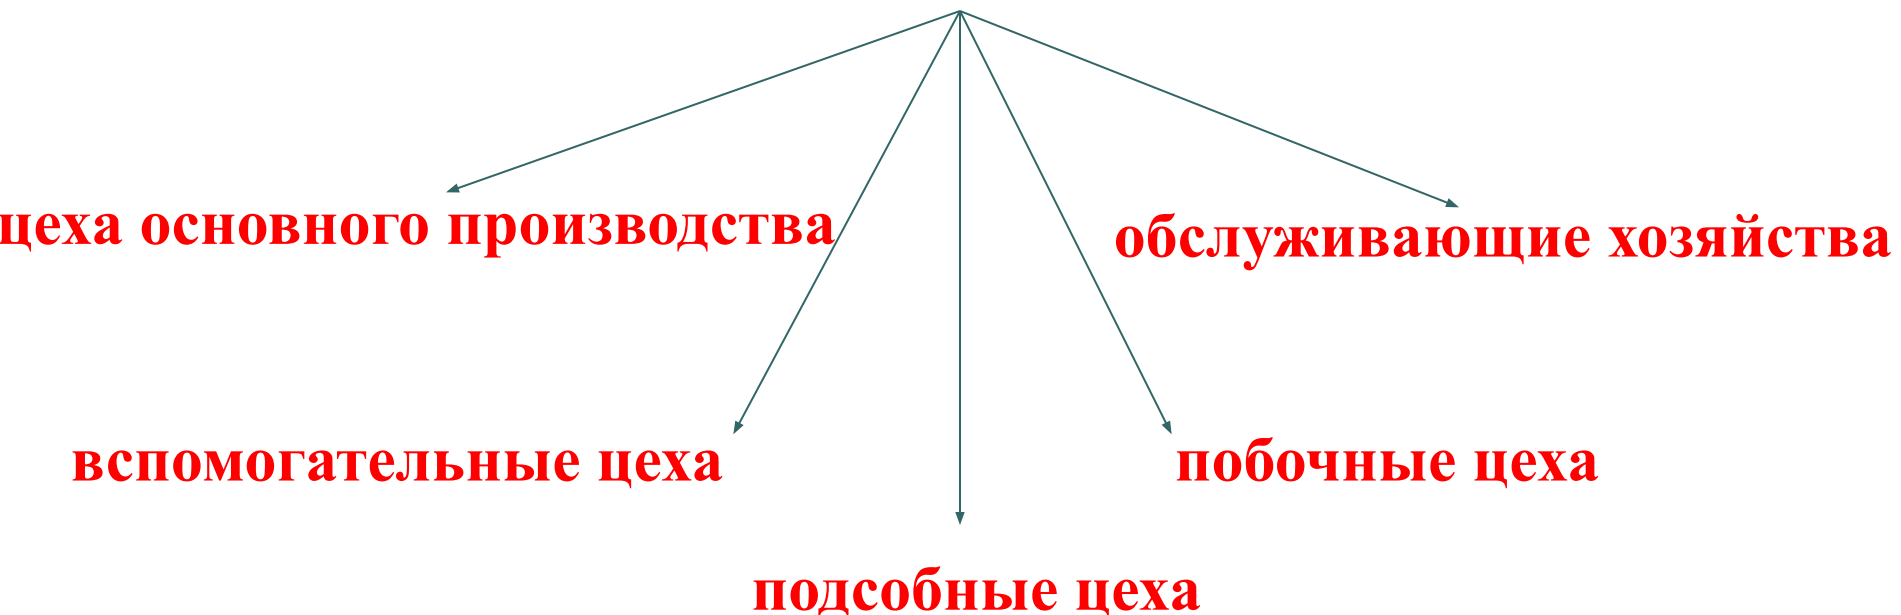 цеха основного производства
обслуживающие хозяйства
вспомогательные цеха
побочные цеха
подсобные цеха